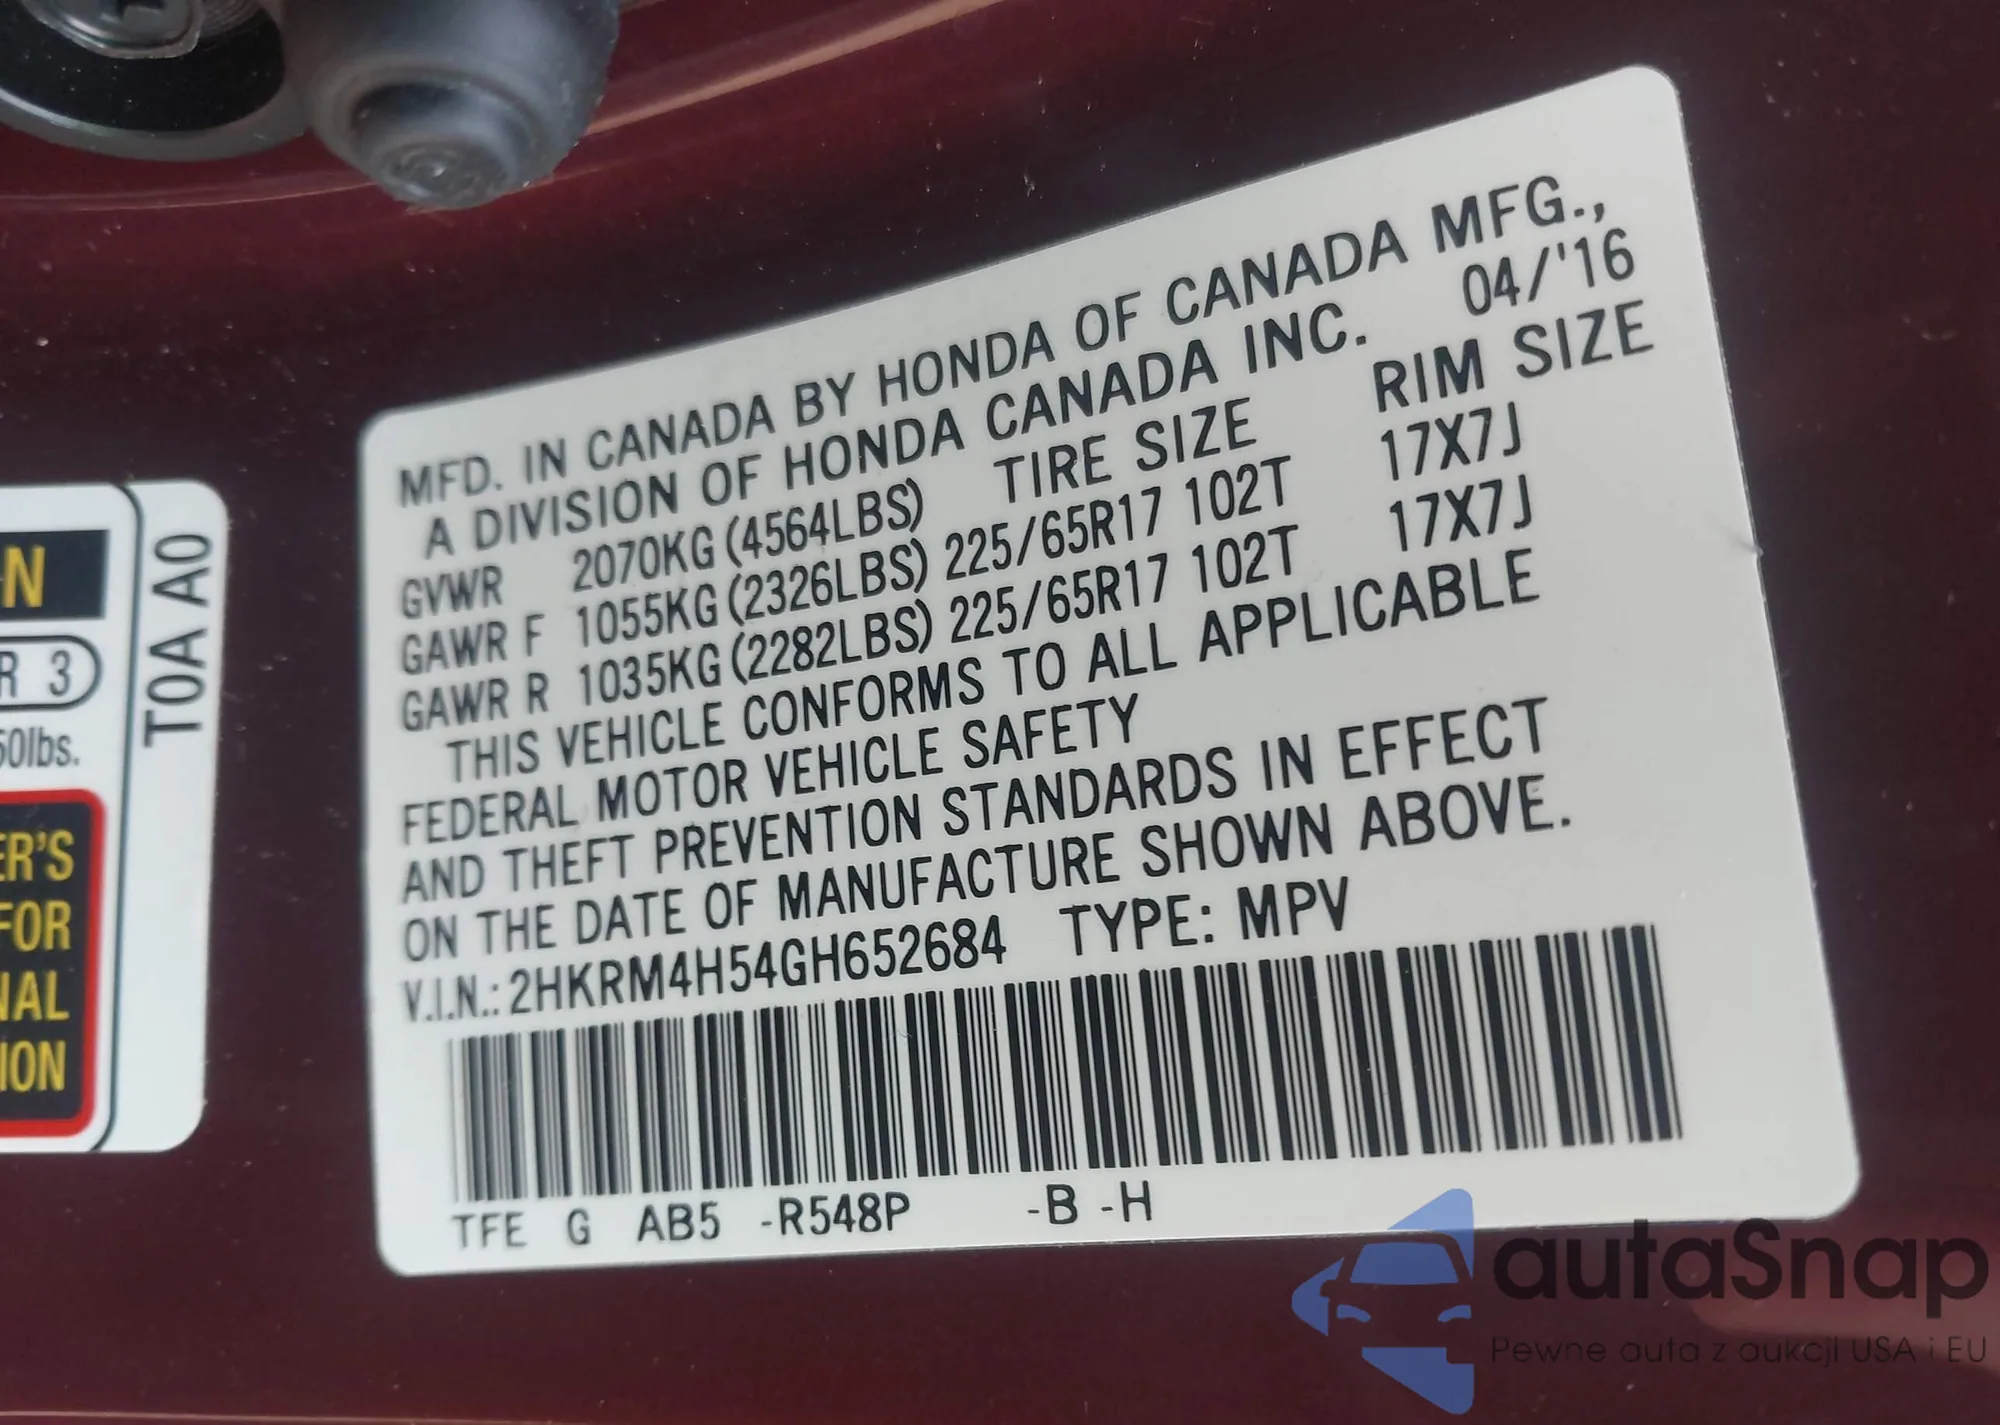 MFD. IN CANADA BY HONDA OF CANADA MFG.,
A DIVISION OF HONDA CANADA INC. 04/'16
TIRE SIZE RIM SIZE
GVWR 2070KG (4564LBS)
GAWR F 1055KG (2326LBS) 225/65R17 102T 17X7J
GAWR R 1035KG (2282LBS) 225/65R17 102T 17X7J
THIS VEHICLE CONFORMS TO ALL APPLICABLE
FEDERAL MOTOR VEHICLE SAFETY
AND THEFT PREVENTION STANDARDS IN EFFECT
ON THE DATE OF MANUFACTURE SHOWN ABOVE.
V.I.N.: 2HKRM4H54GH652684 TYPE: MPV
TFE G AB5 -R548P -B -H
T0A A0
R 3
lbs.
FOR
autaSnap
Pewne auta z aukcji USA i EU